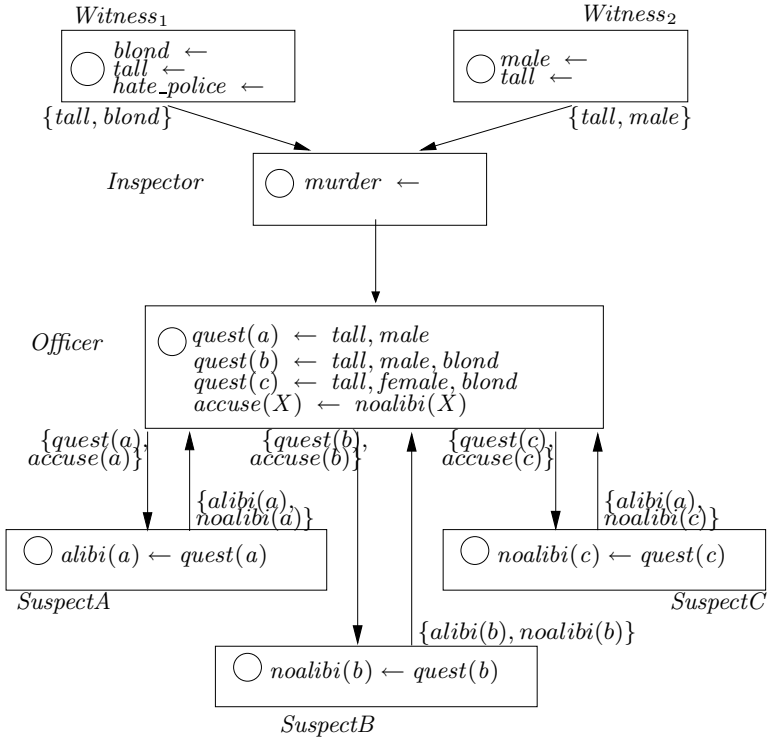 Witness₁
Witness₂
blond ←
tall ←
hate_police ←
male ←
tall ←
{tall, blond}
{tall, male}
Inspector
murder ←
Officer
quest(a) ← tall, male
quest(b) ← tall, male, blond
quest(c) ← tall, female, blond
accuse(X) ← noalibi(X)
{quest(a),
accuse(a)}
{quest(b),
accuse(b)}
{quest(c),
accuse(c)}
{alibi(a),
noalibi(a)}
{alibi(a),
noalibi(c)}
alibi(a) ← quest(a)
noalibi(c) ← quest(c)
SuspectA
SuspectC
{alibi(b), noalibi(b)}
noalibi(b) ← quest(b)
SuspectB